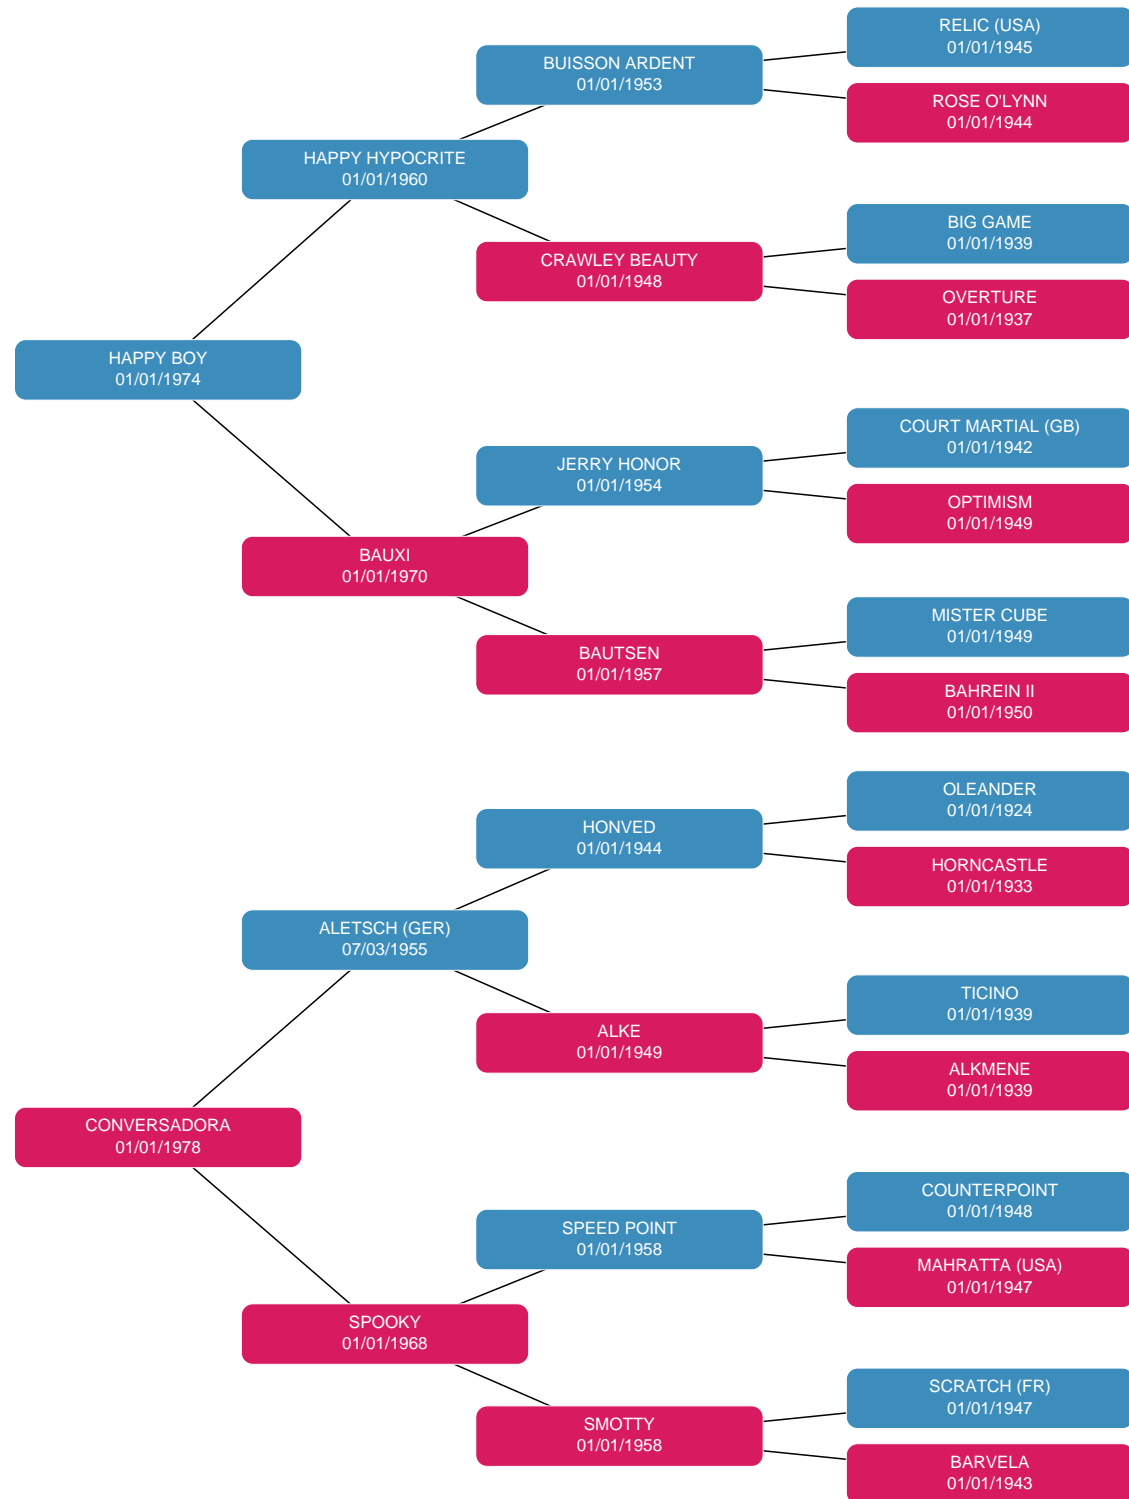 RELIC (USA)
01/01/1945
BUISSON ARDENT
01/01/1953
ROSE O'LYNN
01/01/1944
HAPPY HYPOCRITE
01/01/1960
BIG GAME
01/01/1939
CRAWLEY BEAUTY
01/01/1948
OVERTURE
01/01/1937
HAPPY BOY
01/01/1974
COURT MARTIAL (GB)
01/01/1942
JERRY HONOR
01/01/1954
OPTIMISM
01/01/1949
BAUXI
01/01/1970
MISTER CUBE
01/01/1949
BAUTSEN
01/01/1957
BAHREIN II
01/01/1950
OLEANDER
01/01/1924
HONVED
01/01/1944
HORNCASTLE
01/01/1933
ALETSCH (GER)
07/03/1955
TICINO
01/01/1939
ALKE
01/01/1949
ALKMENE
01/01/1939
CONVERSADORA
01/01/1978
COUNTERPOINT
01/01/1948
SPEED POINT
01/01/1958
MAHRATTA (USA)
01/01/1947
SPOOKY
01/01/1968
SCRATCH (FR)
01/01/1947
SMOTTY
01/01/1958
BARVELA
01/01/1943